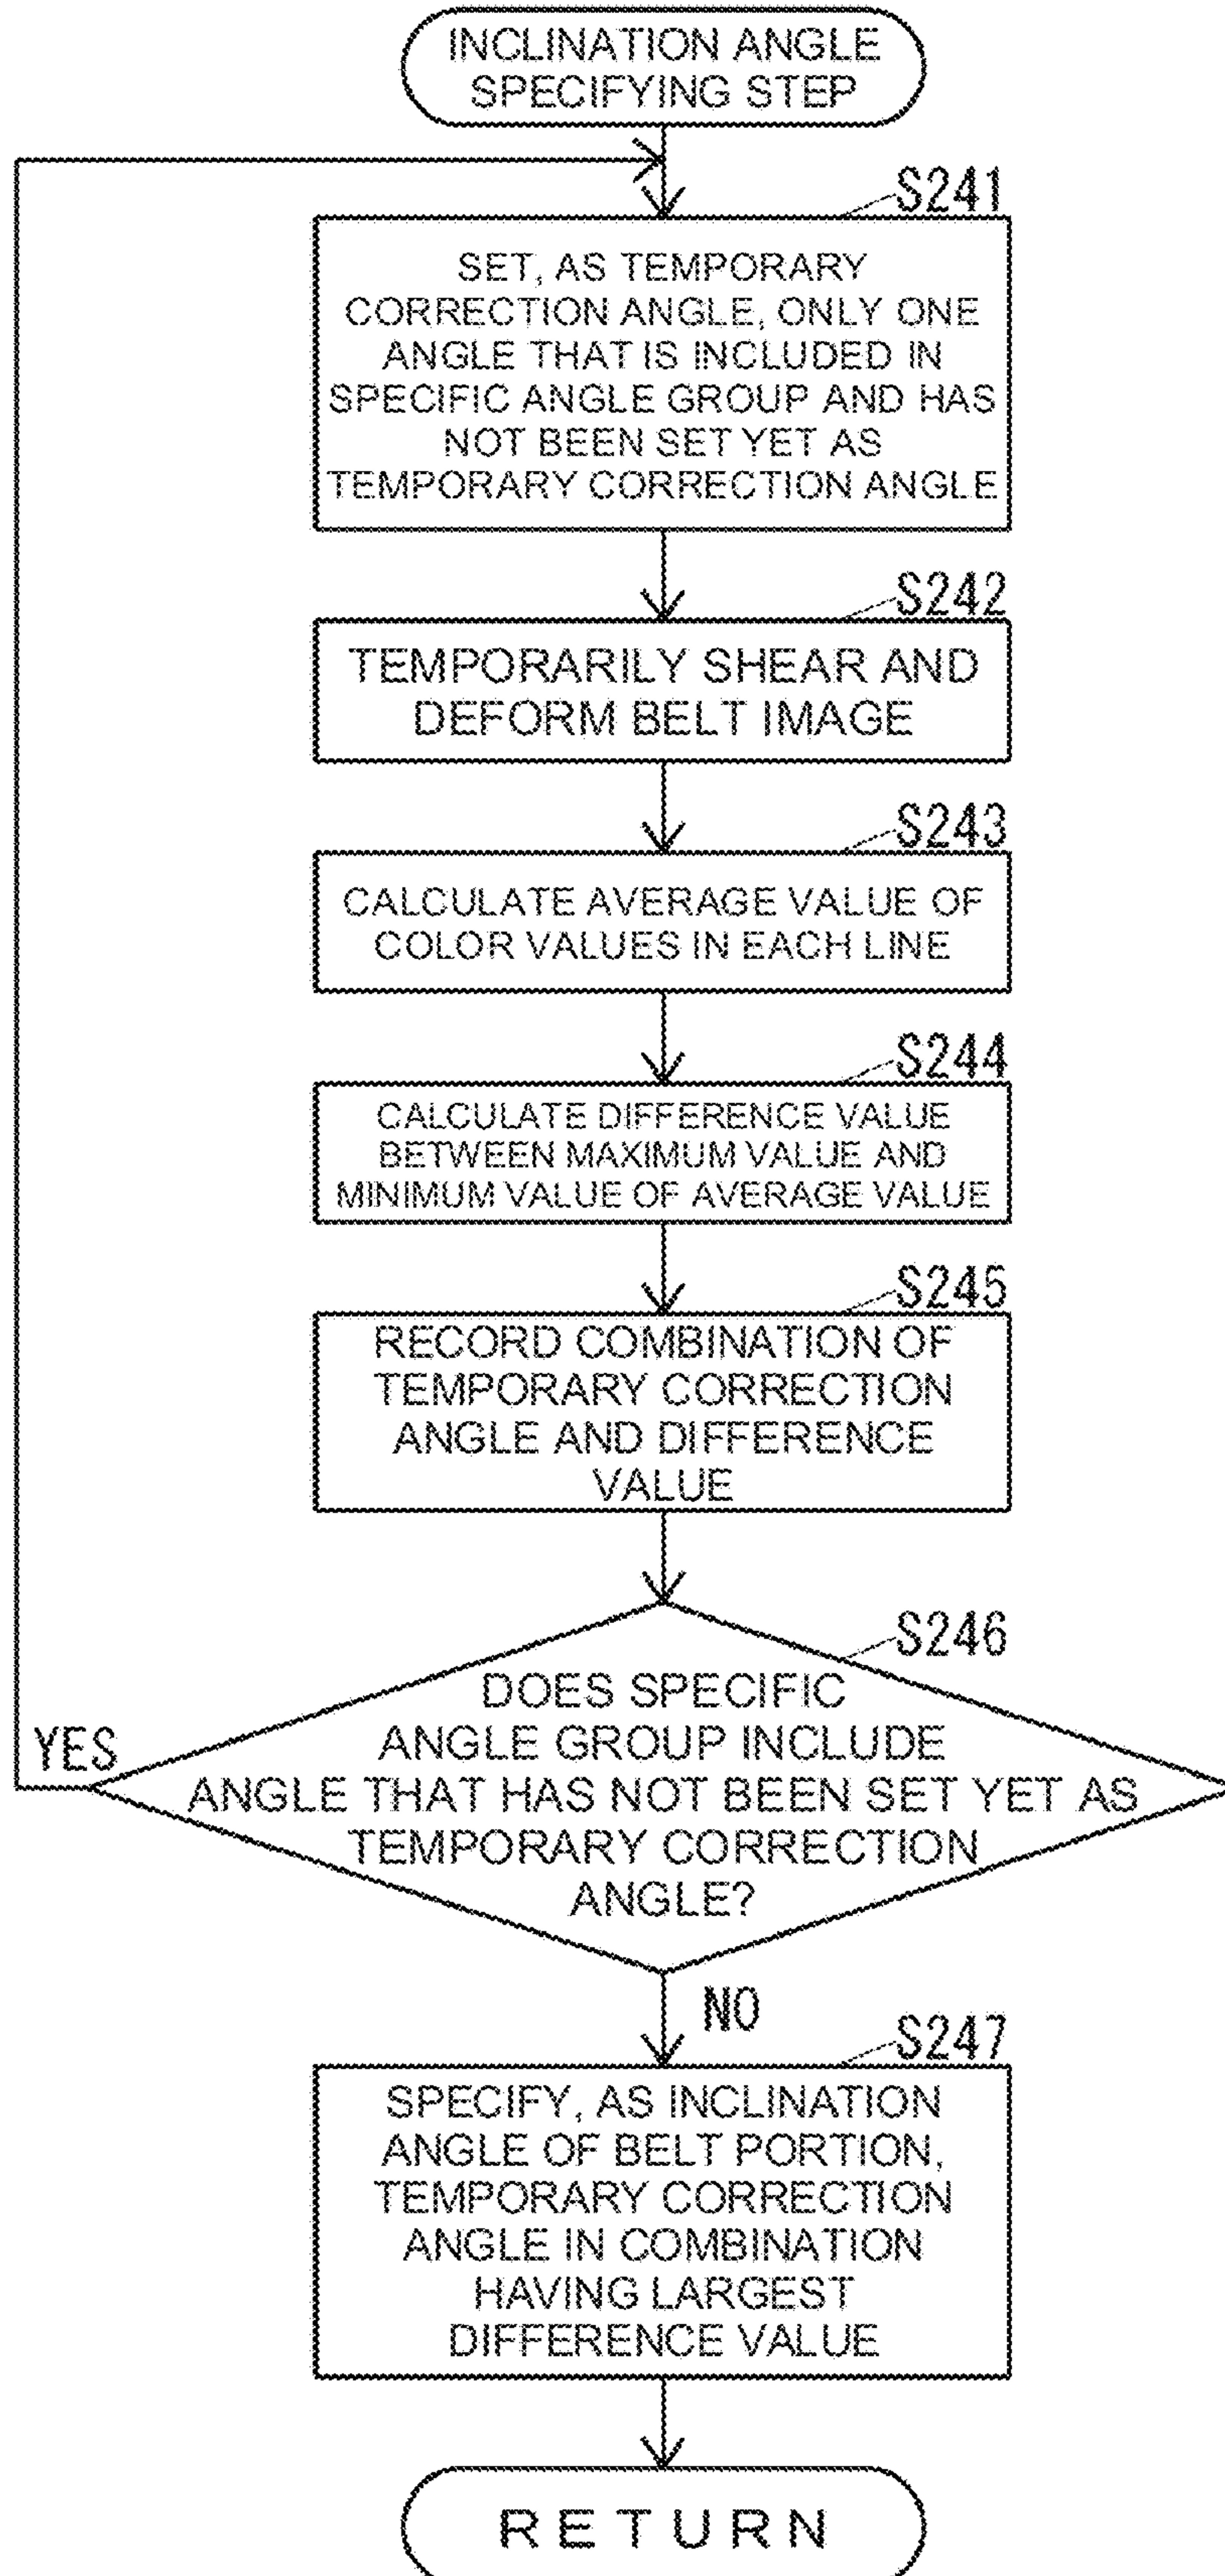 INCLINATION ANGLE
SPECIFYING STEP
S241
SET, AS TEMPORARY
CORRECTION ANGLE, ONLY ONE
ANGLE THAT IS INCLUDED IN
SPECIFIC ANGLE GROUP AND HAS
NOT BEEN SET YET AS
TEMPORARY CORRECTION ANGLE
S242
TEMPORARILY SHEAR AND
DEFORM BELT IMAGE
S243
CALCULATE AVERAGE VALUE OF
COLOR VALUES IN EACH LINE
S244
CALCULATE DIFFERENCE VALUE
BETWEEN MAXIMUM VALUE AND
MINIMUM VALUE OF AVERAGE VALUE
S245
RECORD COMBINATION OF
TEMPORARY CORRECTION
ANGLE AND DIFFERENCE
VALUE
S246
DOES SPECIFIC
ANGLE GROUP INCLUDE
ANGLE THAT HAS NOT BEEN SET YET AS
TEMPORARY CORRECTION
ANGLE?
YES
NO
S247
SPECIFY, AS INCLINATION
ANGLE OF BELT PORTION,
TEMPORARY CORRECTION
ANGLE IN COMBINATION
HAVING LARGEST
DIFFERENCE VALUE
RETURN